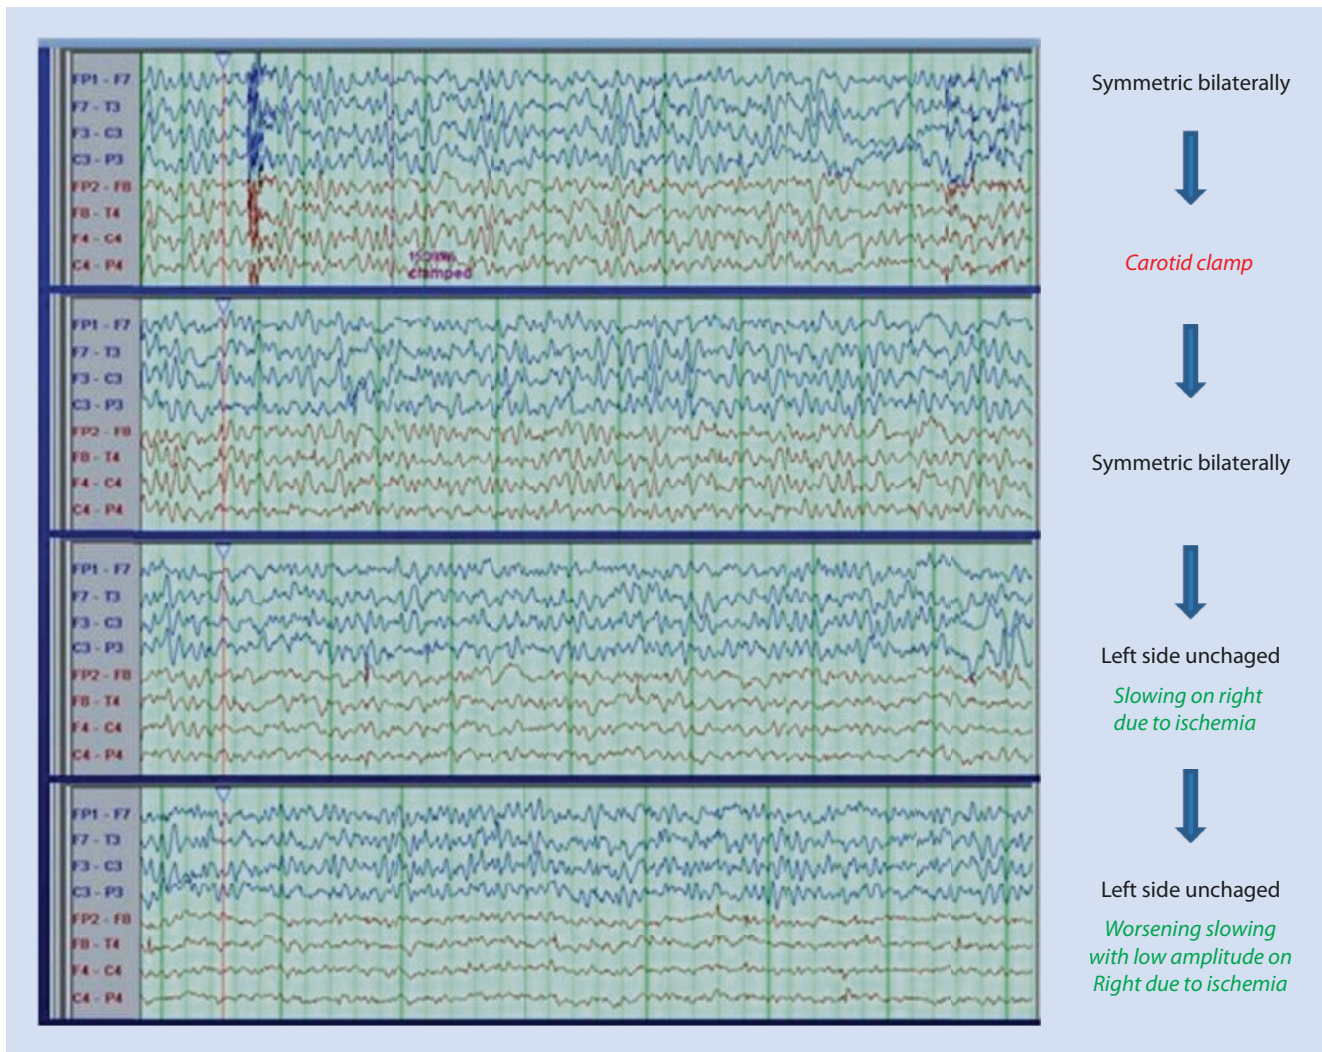 FP1 - F7
F7 - T3
F3 - C3
C3 - P3
FP2 - F8
F8 - T4
F4 - C4
C4 - P4
clamped
Symmetric bilaterally
Carotid clamp
FP1 - F7
F7 - T3
F3 - C3
C3 - P3
FP2 - F8
F8 - T4
F4 - C4
C4 - P4
Symmetric bilaterally
FP1 - F7
F7 - T3
F3 - C3
C3 - P3
FP2 - F8
F8 - T4
F4 - C4
C4 - P4
Left side unchaged
Slowing on right
due to ischemia
FP1 - F7
F7 - T3
F3 - C3
C3 - P3
FP2 - F8
F8 - T4
F4 - C4
C4 - P4
Left side unchaged
Worsening slowing
with low amplitude on
Right due to ischemia